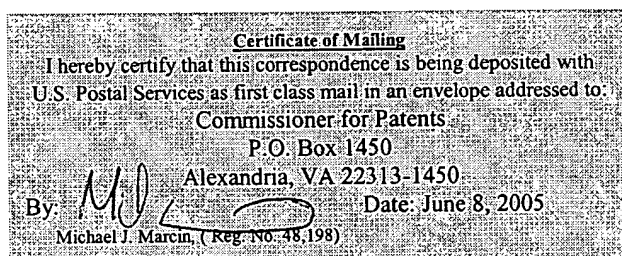 Certificate of Mailing
I hereby certify that this correspondence is being deposited with
U.S. Postal Services as first class mail in an envelope addressed to:
Commissioner for Patents
P.O. Box 1450
Alexandria, VA 22313-1450
By: Date: June 8, 2005
Michael J. Marcin, ( Reg. No. 48,198)